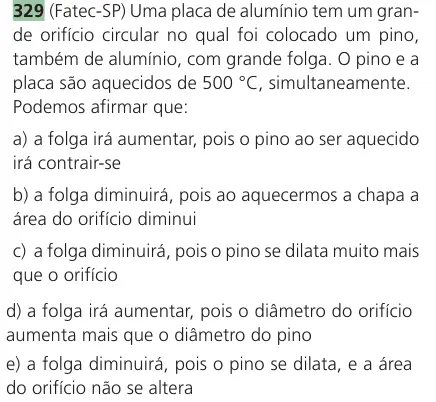 329 (Fatec-SP) Uma placa de alumínio tem um gran-
de orifício circular no qual foi colocado um pino,
também de alumínio, com grande folga. O pino e a
placa são aquecidos de 500 °C, simultaneamente.
Podemos afirmar que:
a) a folga irá aumentar, pois o pino ao ser aquecido
irá contrair-se
b) a folga diminuirá, pois ao aquecermos a chapa a
área do orifício diminui
c) a folga diminuirá, pois o pino se dilata muito mais
que o orifício
d) a folga irá aumentar, pois o diâmetro do orifício
aumenta mais que o diâmetro do pino
e) a folga diminuirá, pois o pino se dilata, e a área
do orifício não se altera